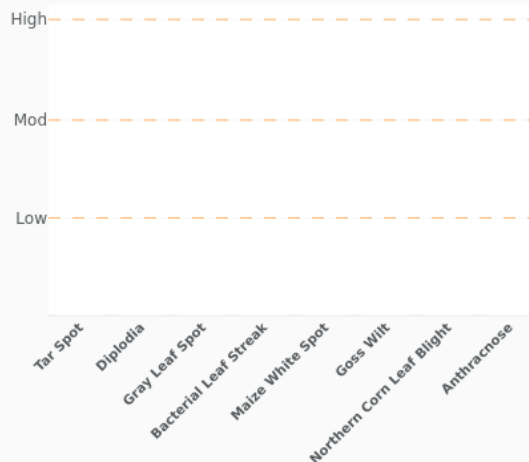 High
Mod
Low
Tar Spot
Diplodia
Gray Leaf Spot
Bacterial Leaf Streak
Maize White Spot
Goss Wilt
Northern Corn Leaf Blight
Anthracnose